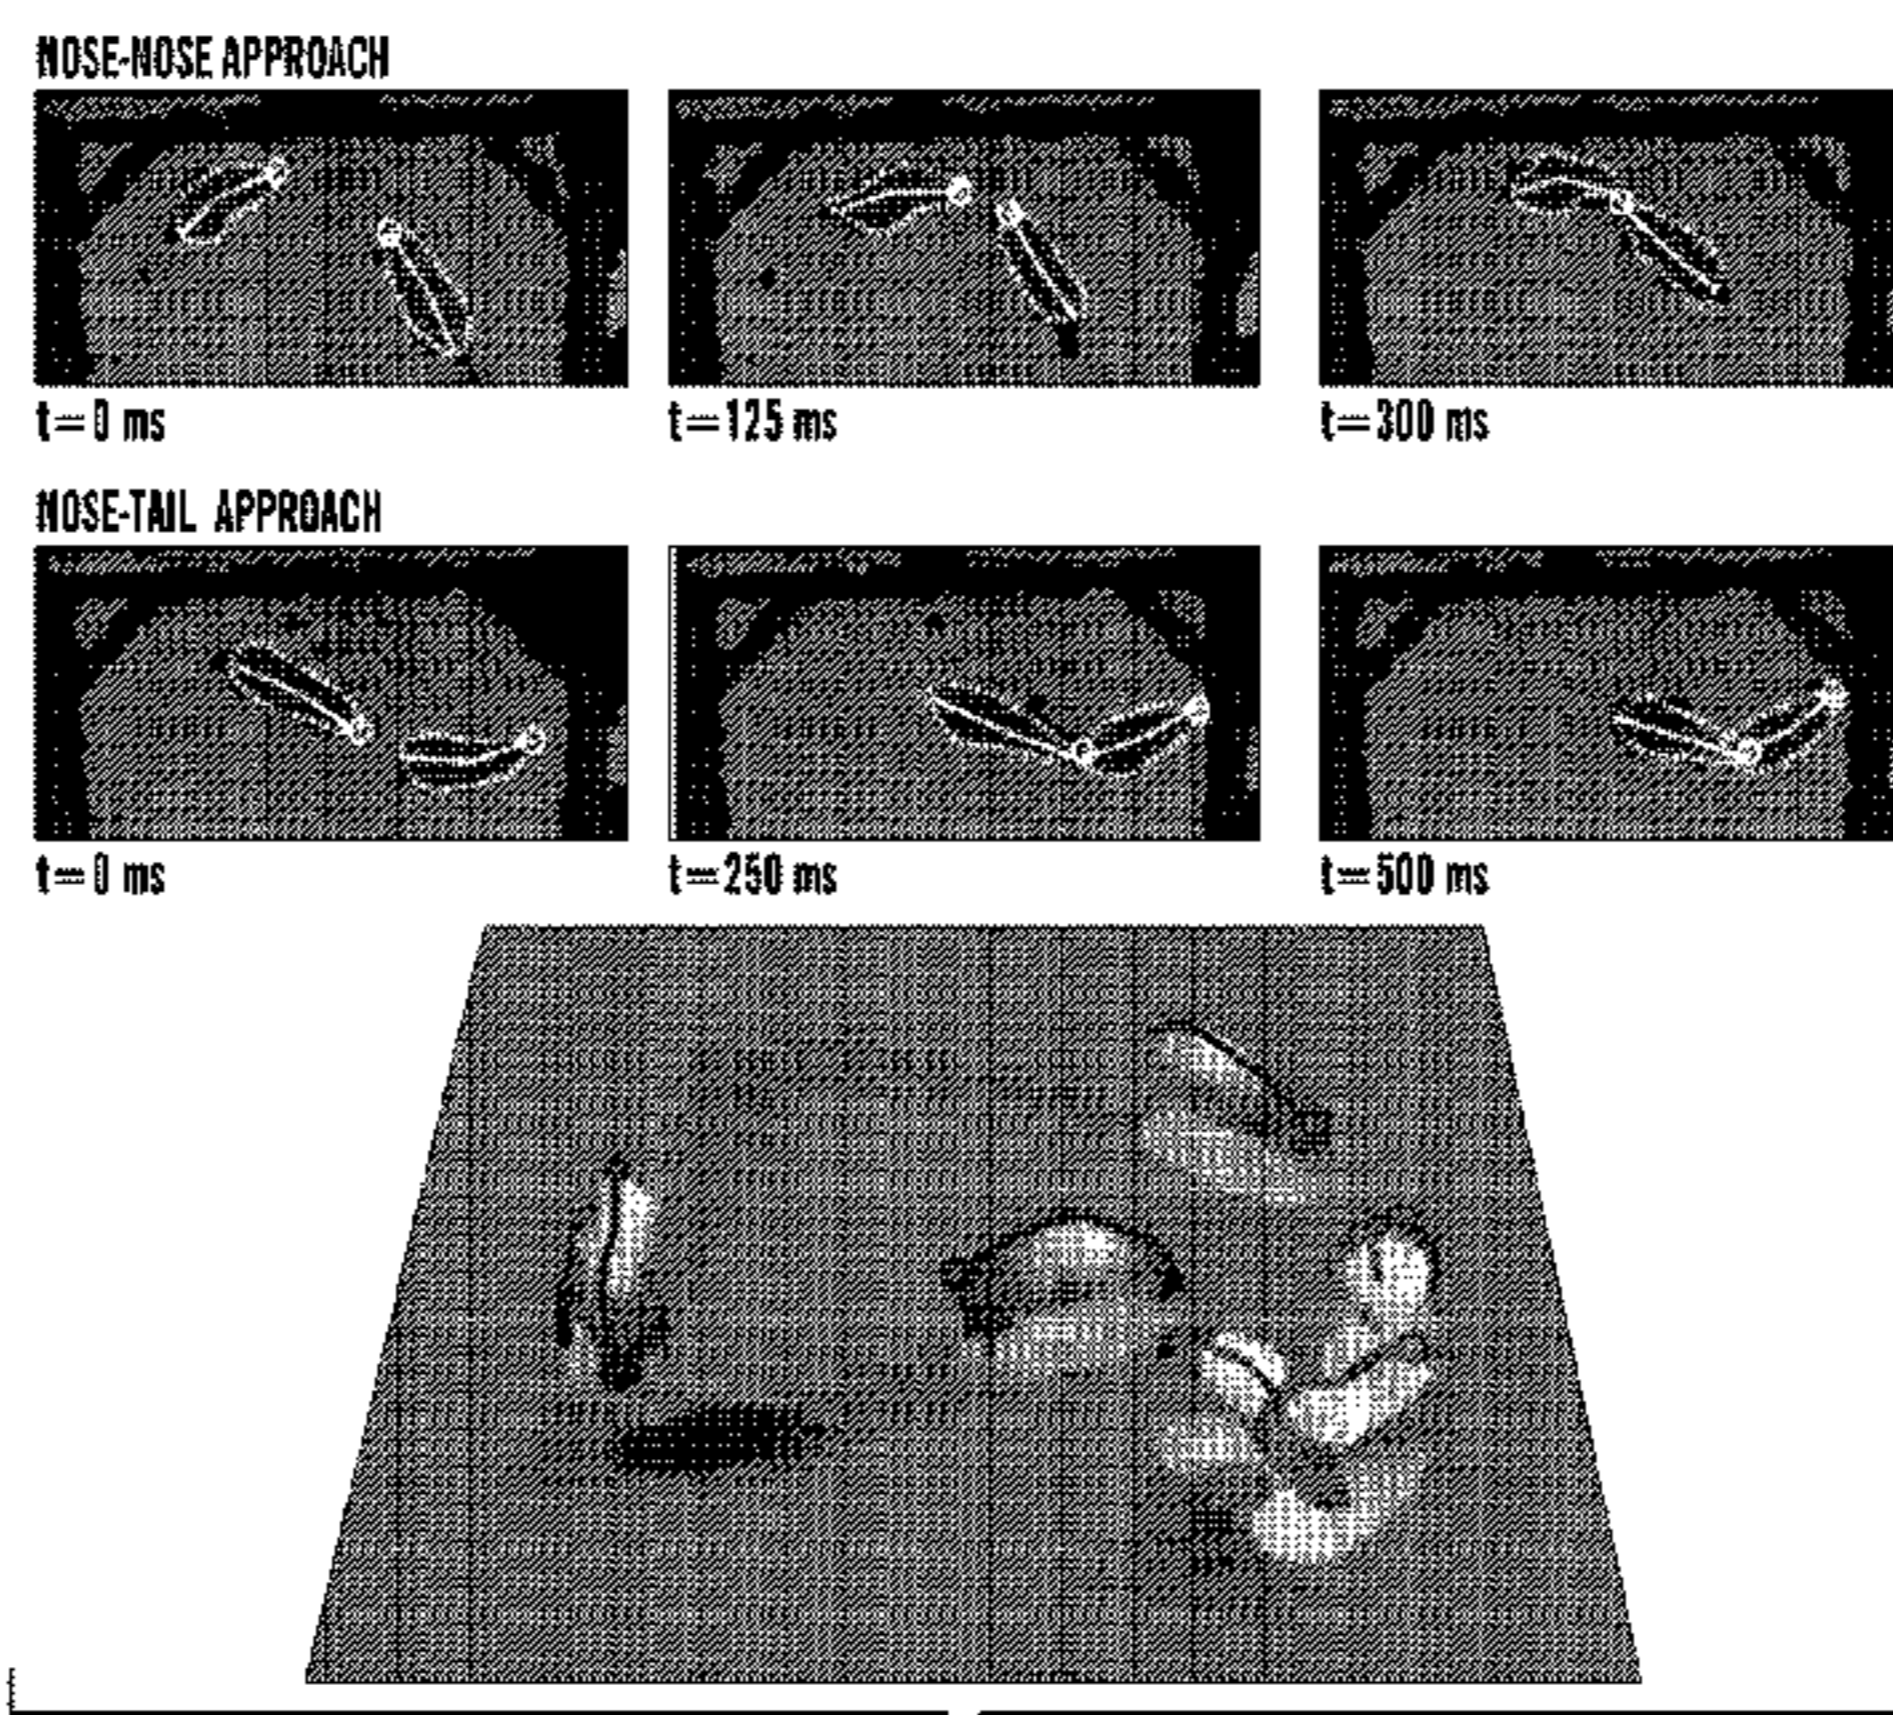 NOSE-NOSE APPROACH
t=0 ms
t=125 ms
t=300 ms
NOSE-TAIL APPROACH
t=0 ms
t=250 ms
t=500 ms